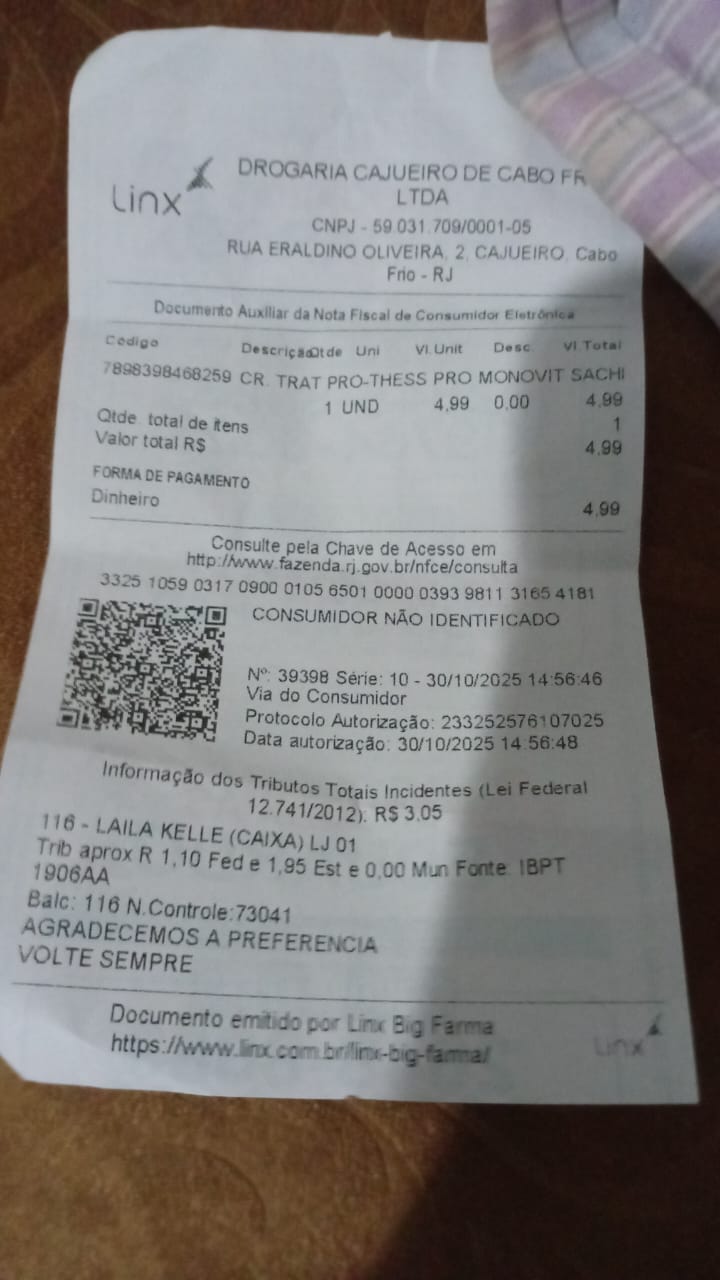 Linx
DROGARIA CAJUEIRO DE CABO FR
LTDA
CNPJ - 59.031.709/0001-05
RUA ERALDINO OLIVEIRA, 2, CAJUEIRO, Cabo
Frio - RJ
Documento Auxiliar da Nota Fiscal de Consumidor Eletrônica
Codigo Descrição Qtde Uni Vl.Unit Desc. Vl.Total
7898398468259 CR. TRAT PRO-THESS PRO MONOVIT SACHI
1 UND 4,99 0,00 4,99
Qtde. total de itens 1
Valor total R$ 4,99
FORMA DE PAGAMENTO
Dinheiro 4,99
Consulte pela Chave de Acesso em
http://www.fazenda.rj.gov.br/nfce/consulta
3325 1059 0317 0900 0105 6501 0000 0393 9811 3165 4181
CONSUMIDOR NÃO IDENTIFICADO
Nº: 39398 Série: 10 - 30/10/2025 14:56:46
Via do Consumidor
Protocolo Autorização: 233252576107025
Data autorização: 30/10/2025 14:56:48
Informação dos Tributos Totais Incidentes (Lei Federal
12.741/2012): R$ 3,05
116 - LAILA KELLE (CAIXA) LJ 01
Trib aprox R 1,10 Fed e 1,95 Est e 0,00 Mun Fonte: IBPT
1906AA
Balc: 116 N.Controle:73041
AGRADECEMOS A PREFERENCIA
VOLTE SEMPRE
Documento emitido por Linx Big Farma
https://www.linx.com.br/linx-big-farma/
Linx